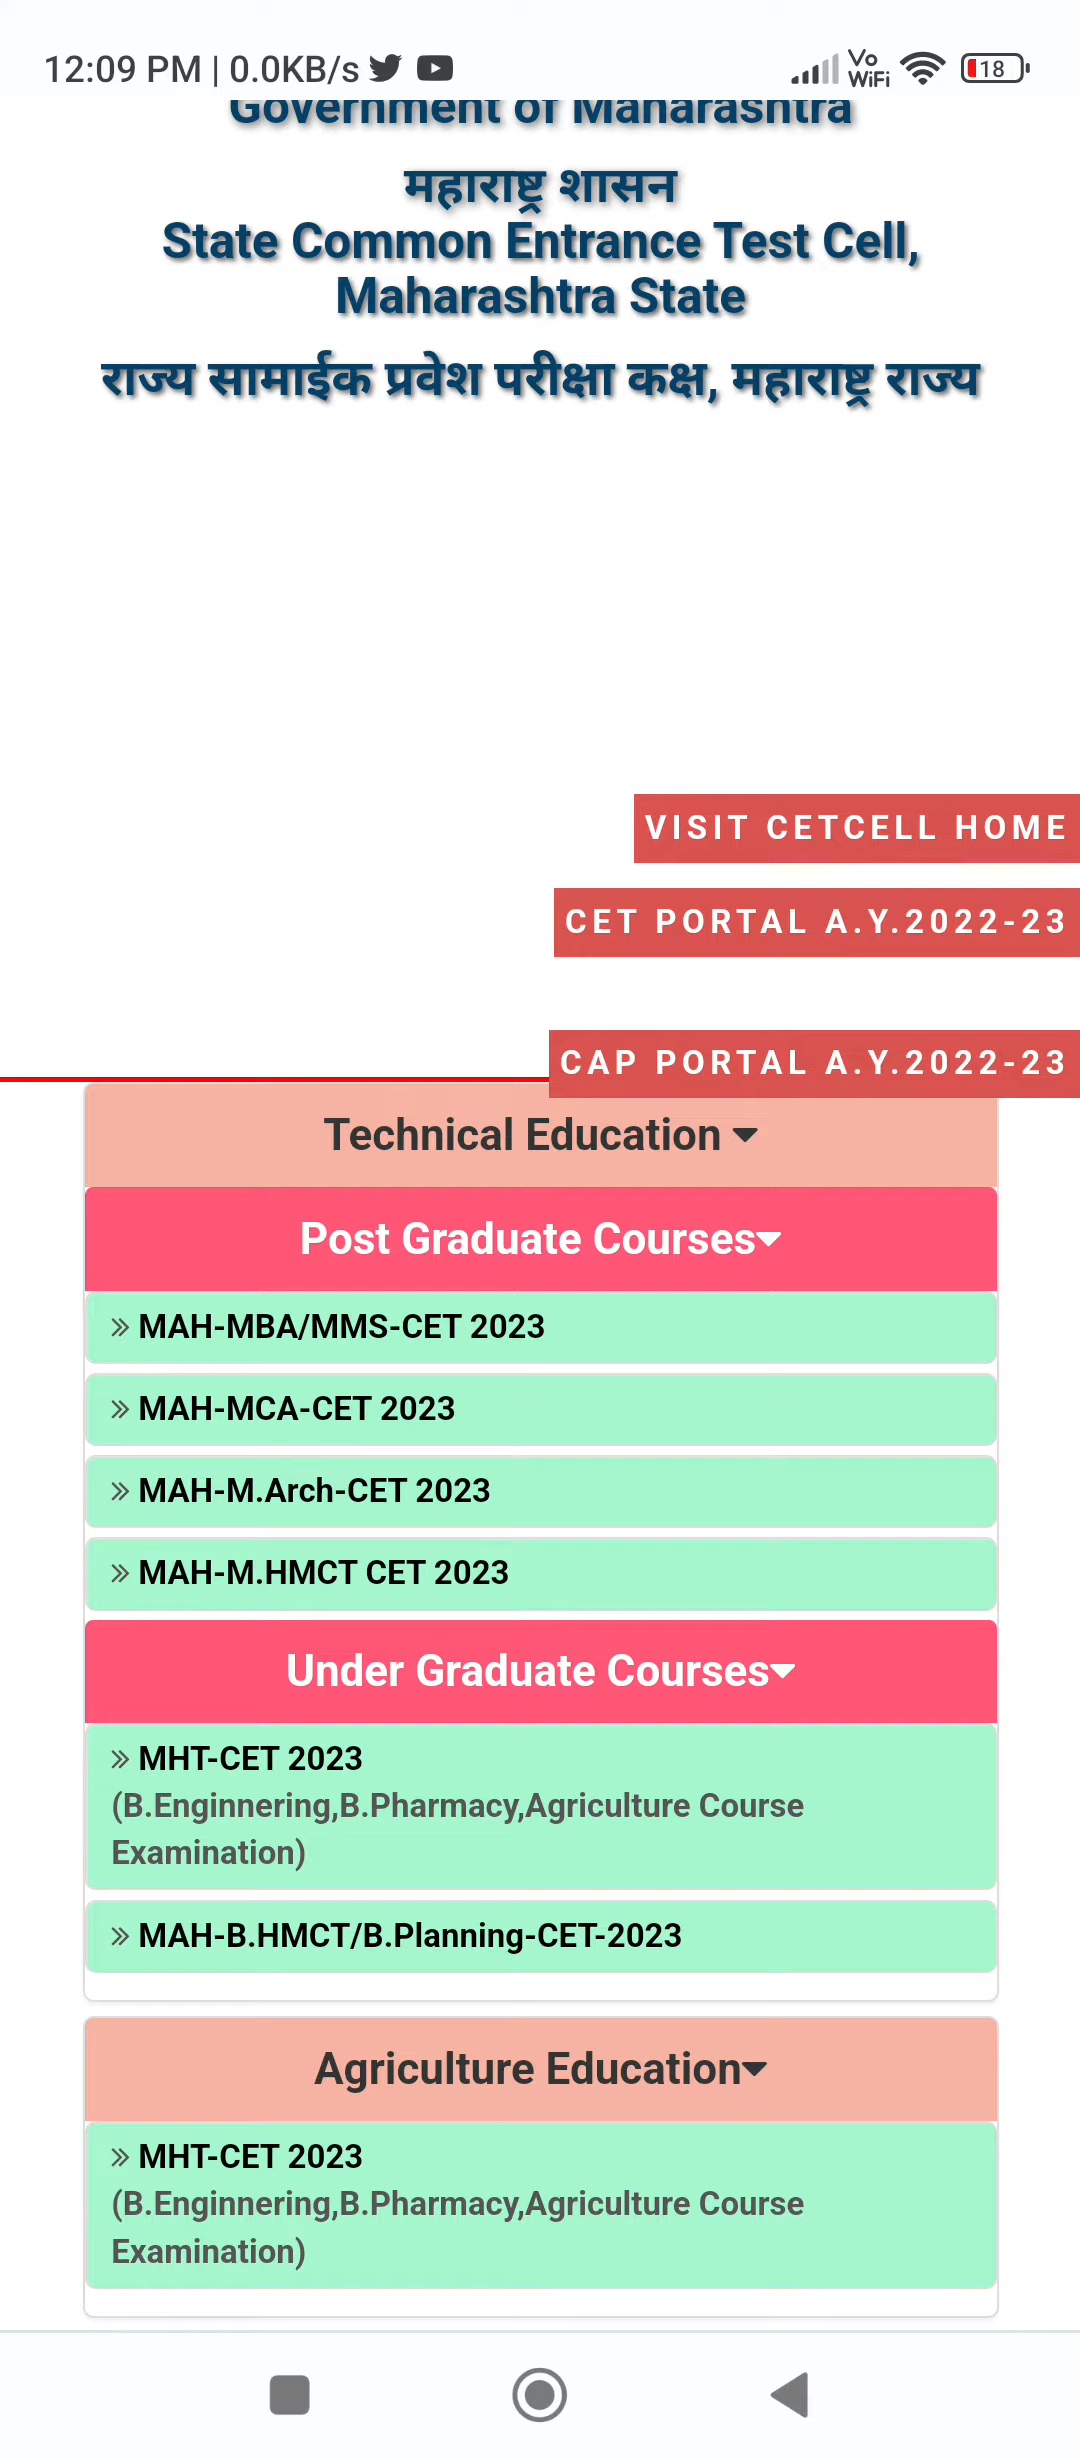 12:09 PM | 0.0KB/s
Vo
WiFi
18
Government of Maharashtra
महाराष्ट्र शासन
State Common Entrance Test Cell,
Maharashtra State
राज्य सामाईक प्रवेश परीक्षा कक्ष, महाराष्ट्र राज्य
VISIT CETCELL HOME
CET PORTAL A.Y.2022-23
CAP PORTAL A.Y.2022-23
Technical Education
Post Graduate Courses
» MAH-MBA/MMS-CET 2023
» MAH-MCA-CET 2023
» MAH-M.Arch-CET 2023
» MAH-M.HMCT CET 2023
Under Graduate Courses
» MHT-CET 2023
(B.Enginnering,B.Pharmacy,Agriculture Course
Examination)
» MAH-B.HMCT/B.Planning-CET-2023
Agriculture Education
» MHT-CET 2023
(B.Enginnering,B.Pharmacy,Agriculture Course
Examination)